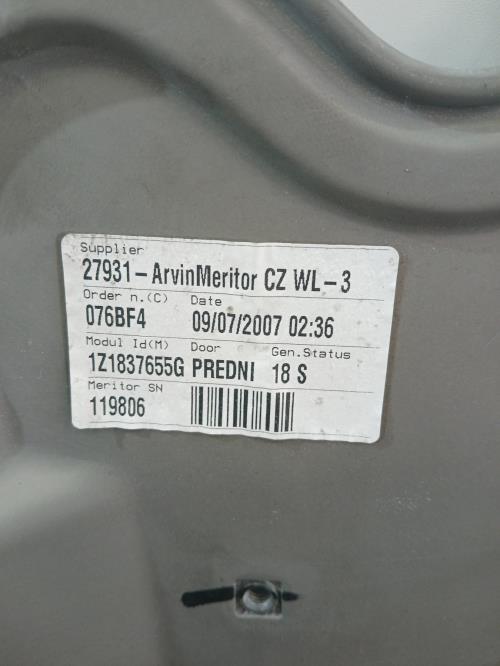 Supplier
27931-ArvinMeritor CZ WL-3
Order n.(C) Date
076BF4 09/07/2007 02:36
Modul Id(M) Door Gen.Status
1Z1837655G PREDNI 18 S
Meritor SN
119806